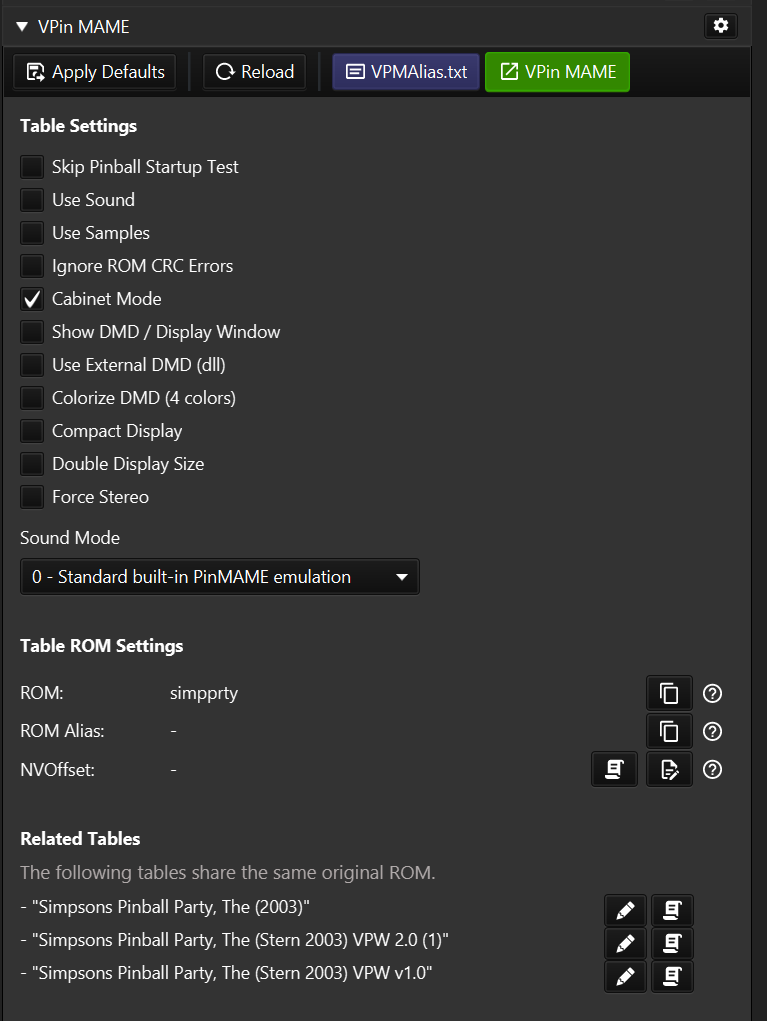 VPin MAME
Apply Defaults Reload VPMAlias.txt VPin MAME
Table Settings
Skip Pinball Startup Test
Use Sound
Use Samples
Ignore ROM CRC Errors
Cabinet Mode
Show DMD / Display Window
Use External DMD (dll)
Colorize DMD (4 colors)
Compact Display
Double Display Size
Force Stereo
Sound Mode
0 - Standard built-in PinMAME emulation
Table ROM Settings
ROM: simpprty
ROM Alias: -
NVOffset: -
Related Tables
The following tables share the same original ROM.
- "Simpsons Pinball Party, The (2003)"
- "Simpsons Pinball Party, The (Stern 2003) VPW 2.0 (1)"
- "Simpsons Pinball Party, The (Stern 2003) VPW v1.0"